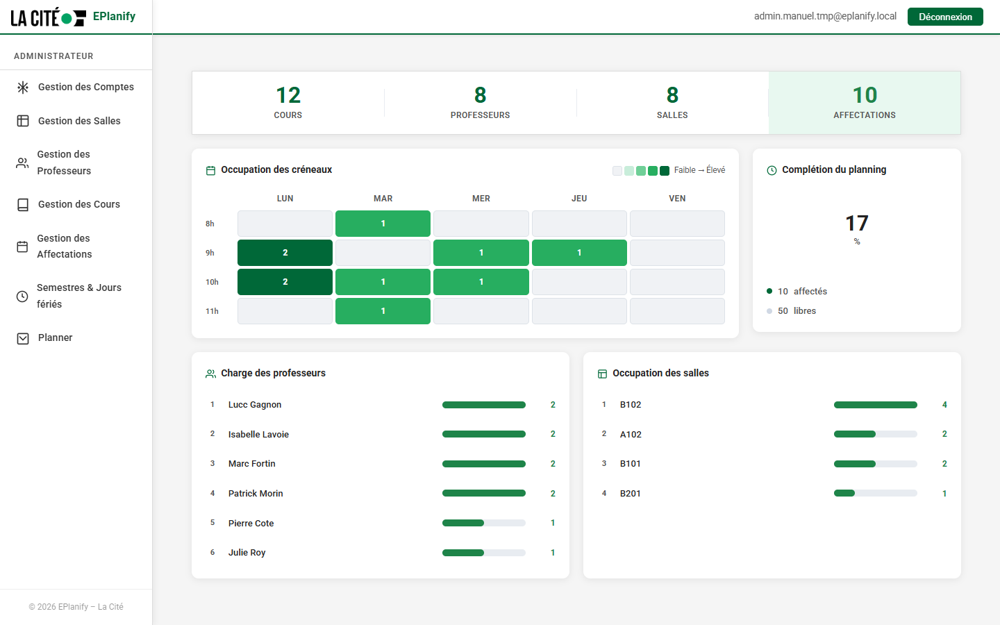 LA CITÉ EPlanify
admin.manuel.tmp@eplanify.local
Déconnexion
ADMINISTRATEUR
Gestion des Comptes
Gestion des Salles
Gestion des
Professeurs
Gestion des Cours
Gestion des
Affectations
Semestres & Jours
fériés
Planner
© 2026 EPlanify – La Cité
12
COURS
8
PROFESSEURS
8
SALLES
10
AFFECTATIONS
Occupation des créneaux
Faible → Élevé
LUN MAR MER JEU VEN
8h 1
9h 2 1 1
10h 2 1 1
11h 1
Complétion du planning
17
%
10 affectés
50 libres
Charge des professeurs
1 Lucc Gagnon 2
2 Isabelle Lavoie 2
3 Marc Fortin 2
4 Patrick Morin 2
5 Pierre Cote 1
6 Julie Roy 1
Occupation des salles
1 B102 4
2 A102 2
3 B101 2
4 B201 1